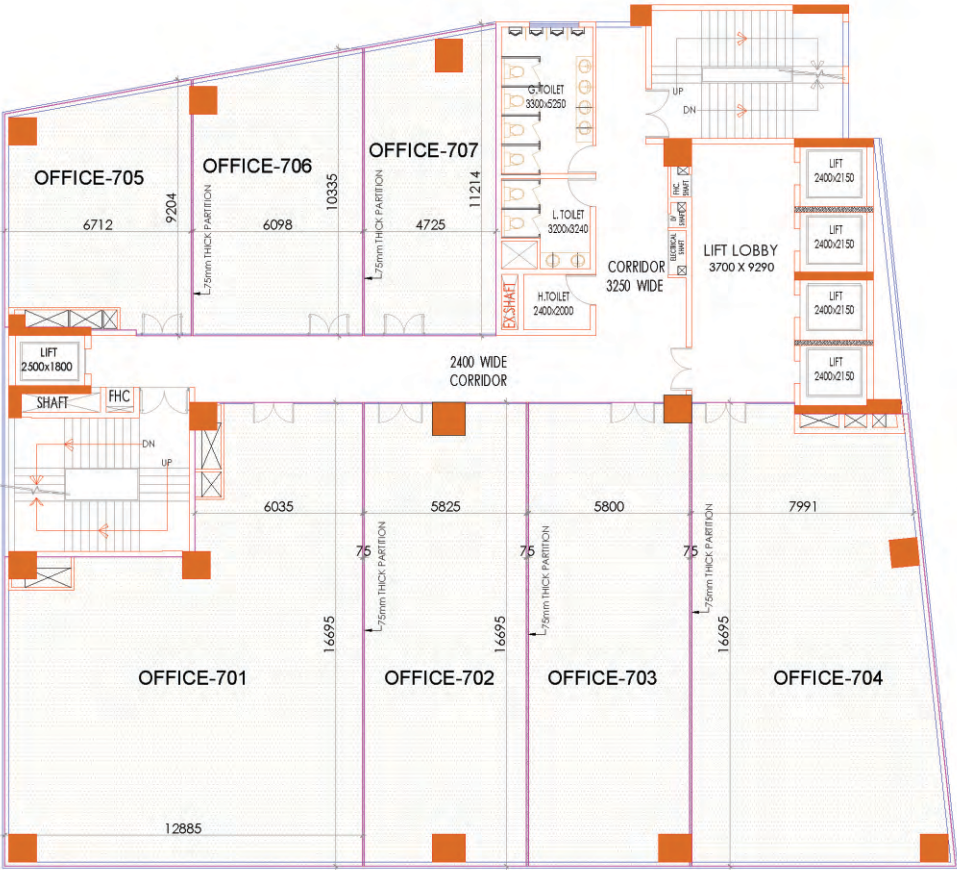 UP
DN
G.TOILET
3300x5250
OFFICE-705
OFFICE-706
OFFICE-707
9204
10335
11214
6712
6098
4725
75mm THICK PARTITION
75mm THICK PARTITION
L.TOILET
3200x3240
H.TOILET
2400x2000
EX.SHAFT
FHC
SHAFT
SHAFT
ELECTRICAL
SHAFT
CORRIDOR
3250 WIDE
LIFT LOBBY
3700 X 9290
LIFT
2400x2150
LIFT
2400x2150
LIFT
2400x2150
LIFT
2400x2150
LIFT
2500x1800
2400 WIDE
CORRIDOR
SHAFT
FHC
DN
UP
6035
5825
5800
7991
75
75
75
75mm THICK PARTITION
75mm THICK PARTITION
75mm THICK PARTITION
16695
16695
16695
OFFICE-701
OFFICE-702
OFFICE-703
OFFICE-704
12885